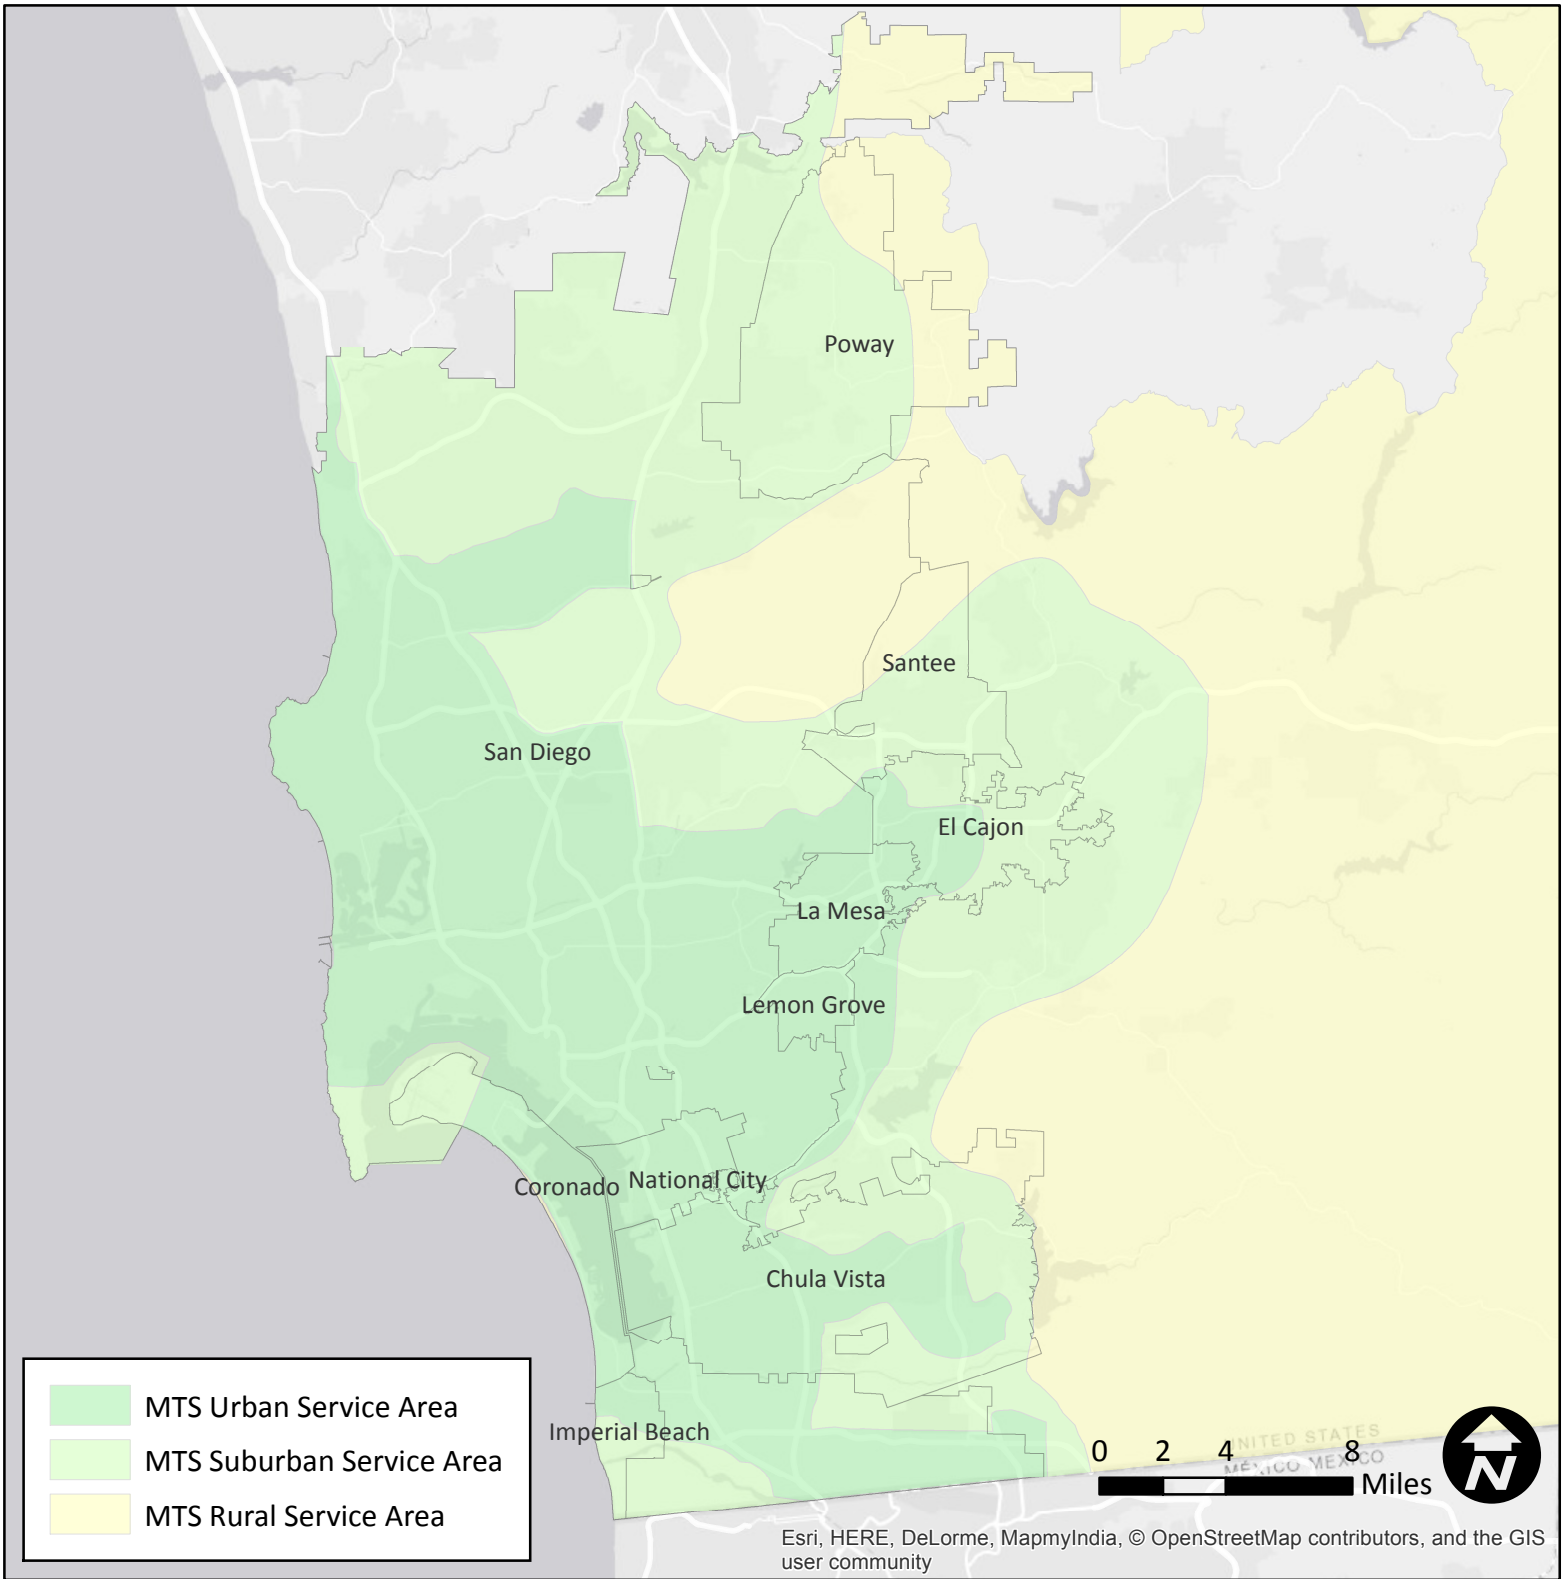 Poway
Santee
San Diego
El Cajon
La Mesa
Lemon Grove
National City
Coronado
Chula Vista
Imperial Beach
MTS Urban Service Area
MTS Suburban Service Area
MTS Rural Service Area
UNITED STATES
MÉXICO MEXICO
0 2 4 8
Miles
N
Esri, HERE, DeLorme, MapmyIndia, © OpenStreetMap contributors, and the GIS
user community